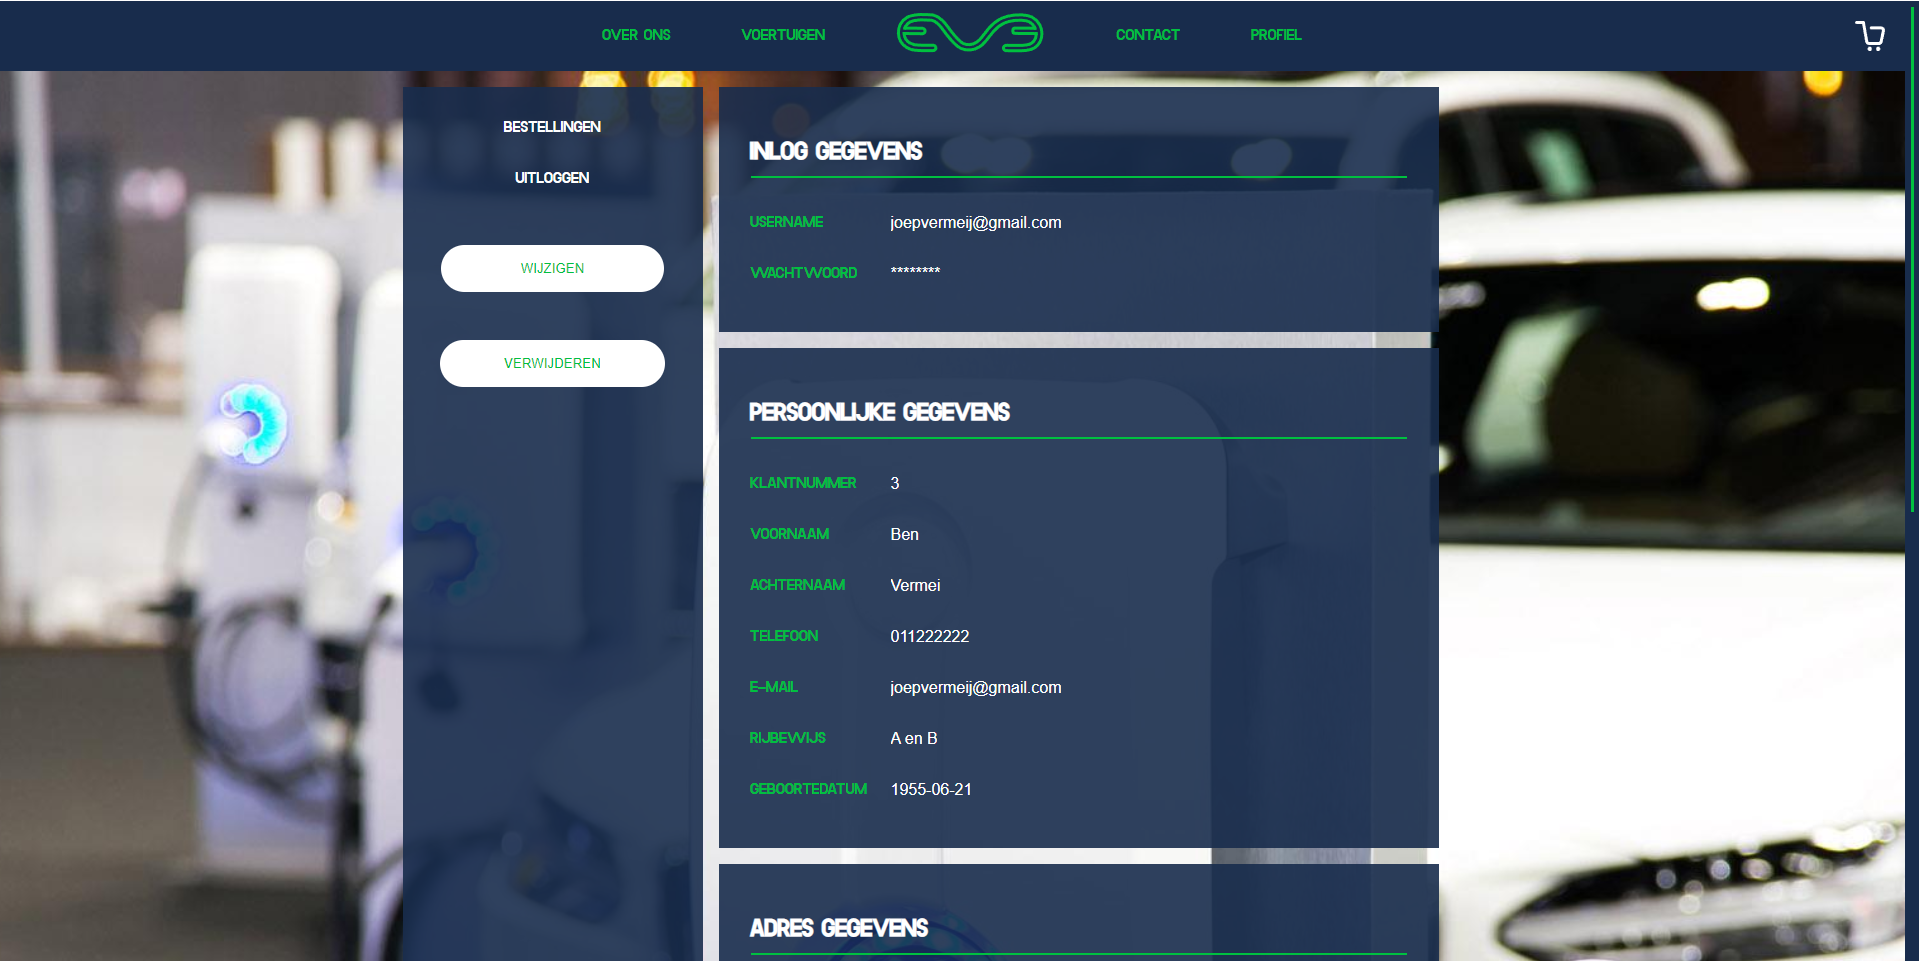 OVER ONS
VOERTUIGEN
EVE
CONTACT
PROFIEL
BESTELLINGEN
UITLOGGEN
WIJZIGEN
VERWIJDEREN
INLOG GEGEVENS
USERNAME joepvermeij@gmail.com
WACHTWOORD ********
PERSOONLIJKE GEGEVENS
KLANTNUMMER 3
VOORNAAM Ben
ACHTERNAAM Vermei
TELEFOON 011222222
E-MAIL joepvermeij@gmail.com
RIJBEWIJS A en B
GEBOORTEDATUM 1955-06-21
ADRES GEGEVENS